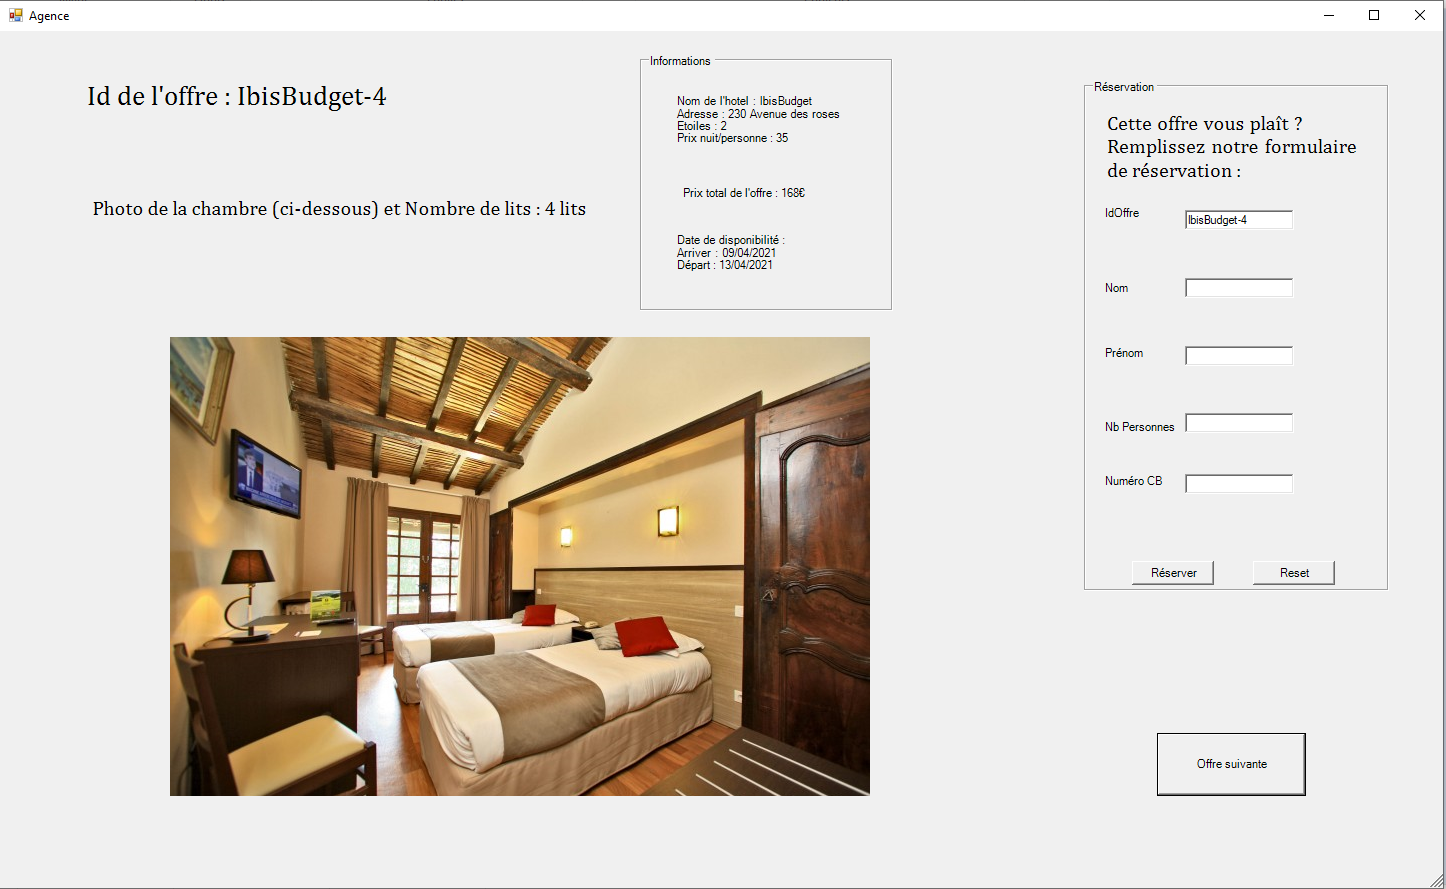 Agence
Id de l'offre : IbisBudget-4
Photo de la chambre (ci-dessous) et Nombre de lits : 4 lits
Informations
Nom de l'hotel : IbisBudget
Adresse : 230 Avenue des roses
Etoiles : 2
Prix nuit/personne : 35
Prix total de l'offre : 168€
Date de disponibilité :
Arriver : 09/04/2021
Départ : 13/04/2021
Réservation
Cette offre vous plaît ?
Remplissez notre formulaire
de réservation :
IdOffre
IbisBudget-4
Nom
Prénom
Nb Personnes
Numéro CB
Réserver
Reset
Offre suivante